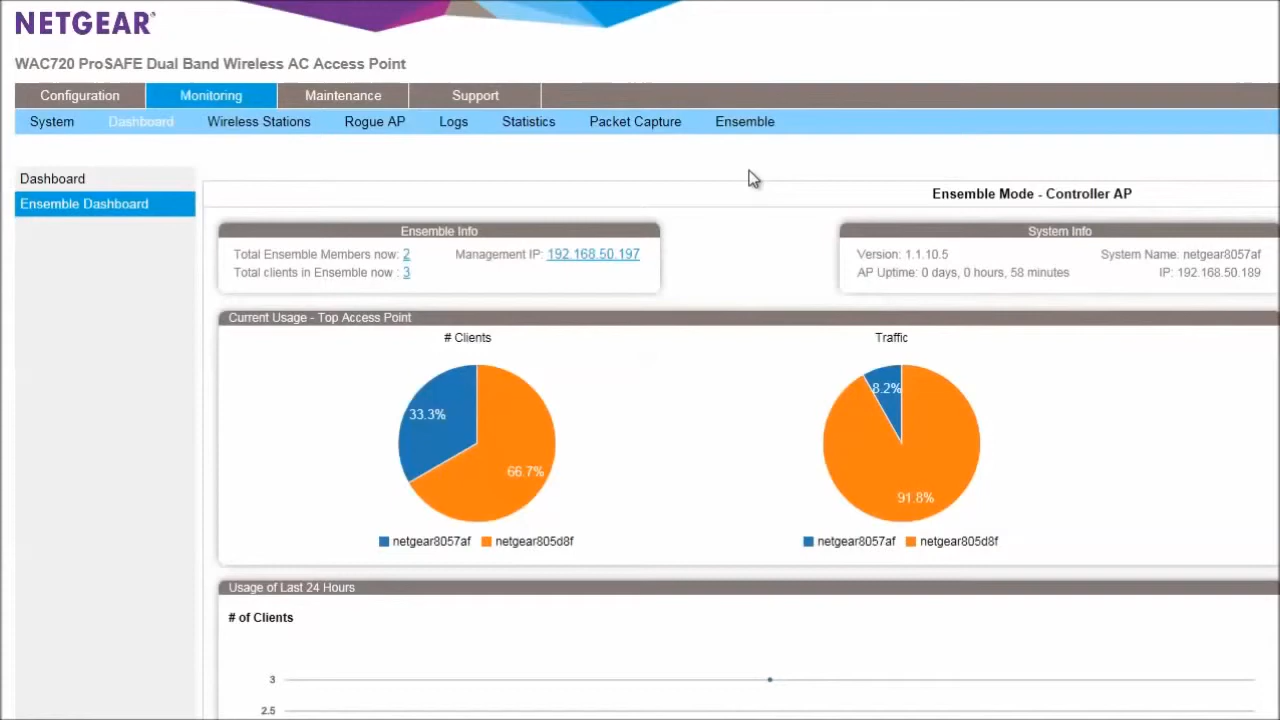 NETGEAR®
WAC720 ProSAFE Dual Band Wireless AC Access Point
Configuration Monitoring Maintenance Support
System Dashboard Wireless Stations Rogue AP Logs Statistics Packet Capture Ensemble
Dashboard
Ensemble Dashboard
Ensemble Mode - Controller AP
Ensemble Info
Total Ensemble Members now: 2 Management IP: 192.168.50.197
Total clients in Ensemble now : 3
System Info
Version: 1.1.10.5 System Name: netgear8057af
AP Uptime: 0 days, 0 hours, 58 minutes IP: 192.168.50.189
Current Usage - Top Access Point
# Clients
33.3%
66.7%
netgear8057af netgear805d8f
Traffic
8.2%
91.8%
netgear8057af netgear805d8f
Usage of Last 24 Hours
# of Clients
3
2.5